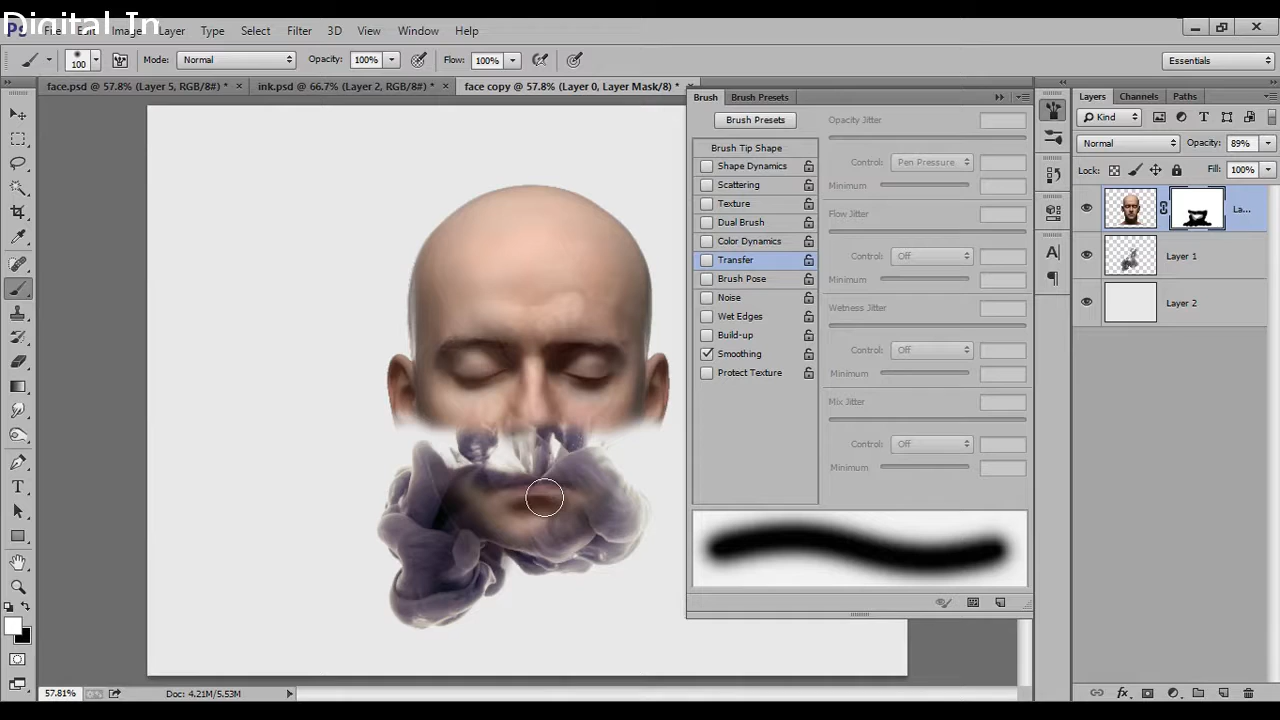 Digital In
Ps File Edit Image Layer Type Select Filter 3D View Window Help
100 Mode: Normal Opacity: 100% Flow: 100% Essentials
face.psd @ 57.8% (Layer 5, RGB/8#) * × ink.psd @ 66.7% (Layer 2, RGB/8#) * × face copy @ 57.8% (Layer 0, Layer Mask/8) *
Brush Brush Presets
Layers Channels Paths
Brush Presets Opacity Jitter
Kind
Brush Tip Shape
Normal Opacity: 89%
Shape Dynamics Control: Pen Pressure
Lock: Fill: 100%
Scattering Minimum
Texture
La...
Flow Jitter
Dual Brush
Color Dynamics
Transfer Control: Off
Layer 1
Brush Pose Minimum
Noise
Layer 2
Wetness Jitter
Wet Edges
Build-up
Smoothing Control: Off
Protect Texture Minimum
Mix Jitter
Control: Off
Minimum
57.81% Doc: 4.21M/5.53M